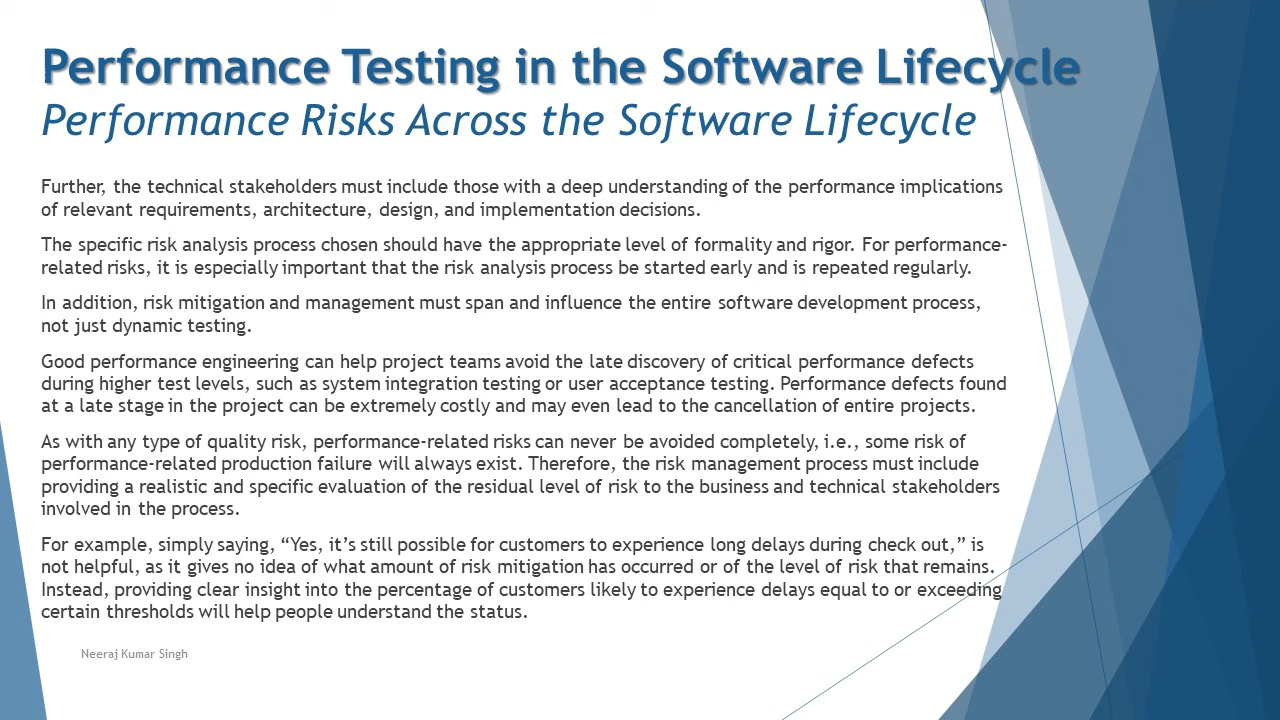 Performance Testing in the Software Lifecycle
Performance Risks Across the Software Lifecycle
Further, the technical stakeholders must include those with a deep understanding of the performance implications
of relevant requirements, architecture, design, and implementation decisions.
The specific risk analysis process chosen should have the appropriate level of formality and rigor. For performance-
related risks, it is especially important that the risk analysis process be started early and is repeated regularly.
In addition, risk mitigation and management must span and influence the entire software development process,
not just dynamic testing.
Good performance engineering can help project teams avoid the late discovery of critical performance defects
during higher test levels, such as system integration testing or user acceptance testing. Performance defects found
at a late stage in the project can be extremely costly and may even lead to the cancellation of entire projects.
As with any type of quality risk, performance-related risks can never be avoided completely, i.e., some risk of
performance-related production failure will always exist. Therefore, the risk management process must include
providing a realistic and specific evaluation of the residual level of risk to the business and technical stakeholders
involved in the process.
For example, simply saying, “Yes, it’s still possible for customers to experience long delays during check out,” is
not helpful, as it gives no idea of what amount of risk mitigation has occurred or of the level of risk that remains.
Instead, providing clear insight into the percentage of customers likely to experience delays equal to or exceeding
certain thresholds will help people understand the status.
Neeraj Kumar Singh